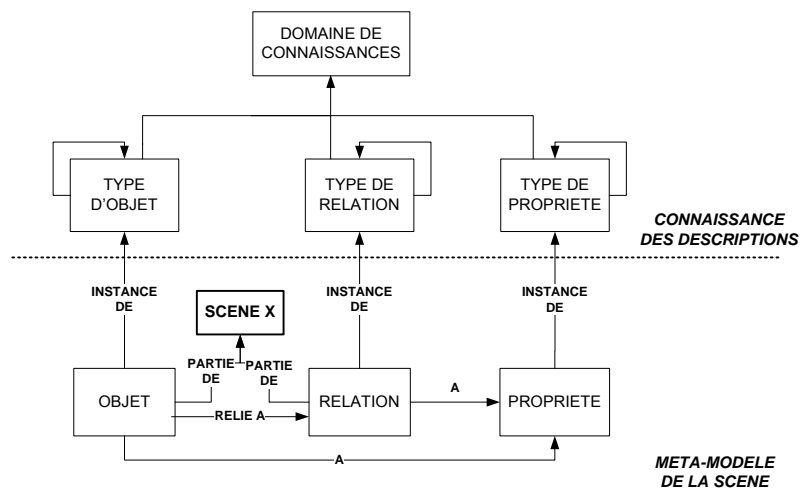 DOMAINE DE
CONNAISSANCES
TYPE
D'OBJET
TYPE DE
RELATION
TYPE DE
PROPRIETE
CONNAISSANCE
DES DESCRIPTIONS
INSTANCE
DE
SCENE X
INSTANCE
DE
INSTANCE
DE
PARTIE
DE
PARTIE
DE
OBJET
RELIE A
RELATION
A
PROPRIETE
A
META-MODELE
DE LA SCENE